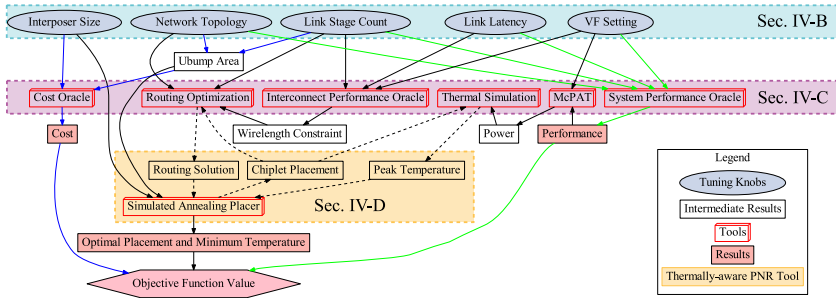 Interposer Size
Network Topology
Link Stage Count
Link Latency
VF Setting
Sec. IV-B
Ubump Area
Cost Oracle
Routing Optimization
Interconnect Performance Oracle
Thermal Simulation
McPAT
System Performance Oracle
Sec. IV-C
Cost
Wirelength Constraint
Power
Performance
Routing Solution
Chiplet Placement
Peak Temperature
Simulated Annealing Placer
Sec. IV-D
Optimal Placement and Minimum Temperature
Objective Function Value
Legend
Tuning Knobs
Intermediate Results
Tools
Results
Thermally-aware PNR Tool